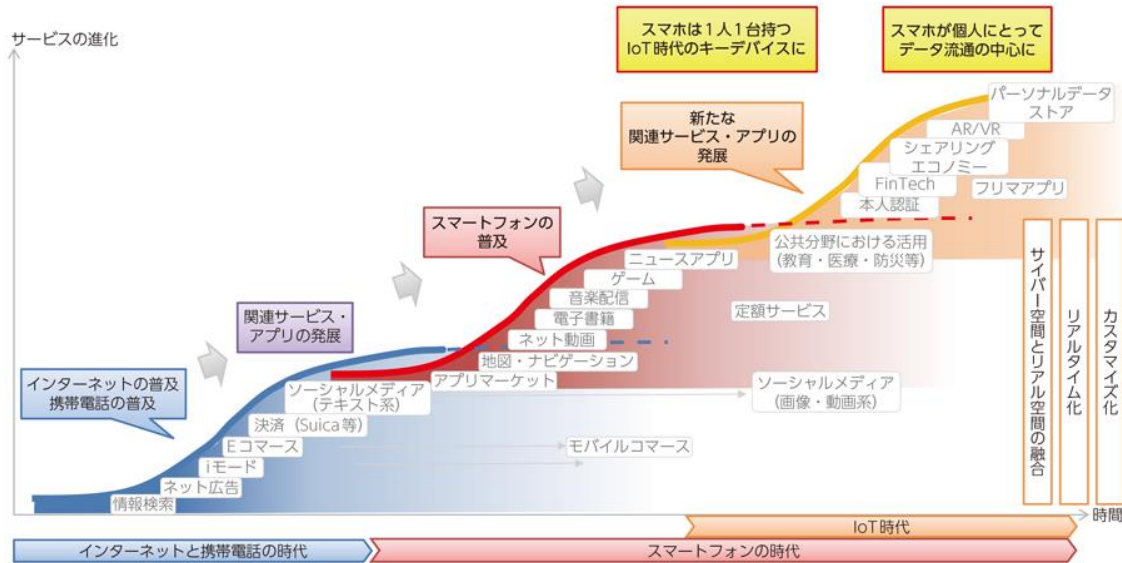 サービスの進化
スマホは1人1台持つ
IoT時代のキーデバイスに
スマホが個人にとって
データ流通の中心に
パーソナルデータ
ストア
新たな
関連サービス・アプリの
発展
AR/VR
シェアリング
エコノミー
FinTech
フリマアプリ
本人認証
スマートフォンの
普及
公共分野における活用
(教育・医療・防災等)
ニュースアプリ
ゲーム
音楽配信
電子書籍
定額サービス
ネット動画
地図・ナビゲーション
アプリマーケット
関連サービス・
アプリの発展
インターネットの普及
携帯電話の普及
ソーシャルメディア
(テキスト系)
ソーシャルメディア
(画像・動画系)
決済（Suica等）
Eコマース
モバイルコマース
iモード
ネット広告
情報検索
サイバー空間とリアル空間の融合
リアルタイム化
カスタマイズ化
時間
IoT時代
インターネットと携帯電話の時代
スマートフォンの時代